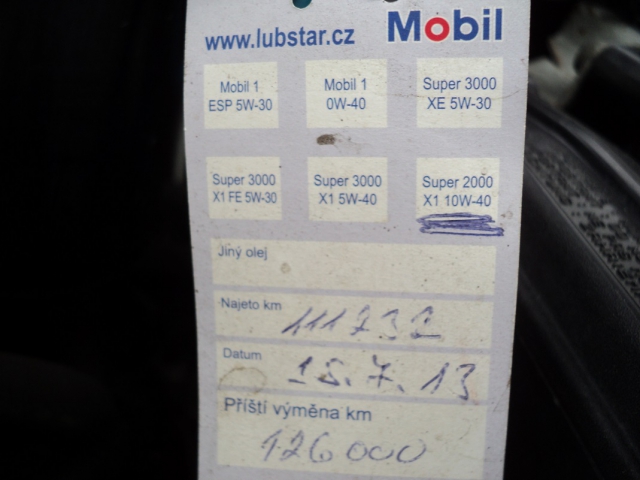 www.lubstar.cz Mobil
Mobil 1 Mobil 1 Super 3000
ESP 5W-30 0W-40 XE 5W-30
Super 3000 Super 3000 Super 2000
X1 FE 5W-30 X1 5W-40 X1 10W-40
Jiný olej
Najeto km 111732
Datum 15.7.13
Příští výměna km
126000